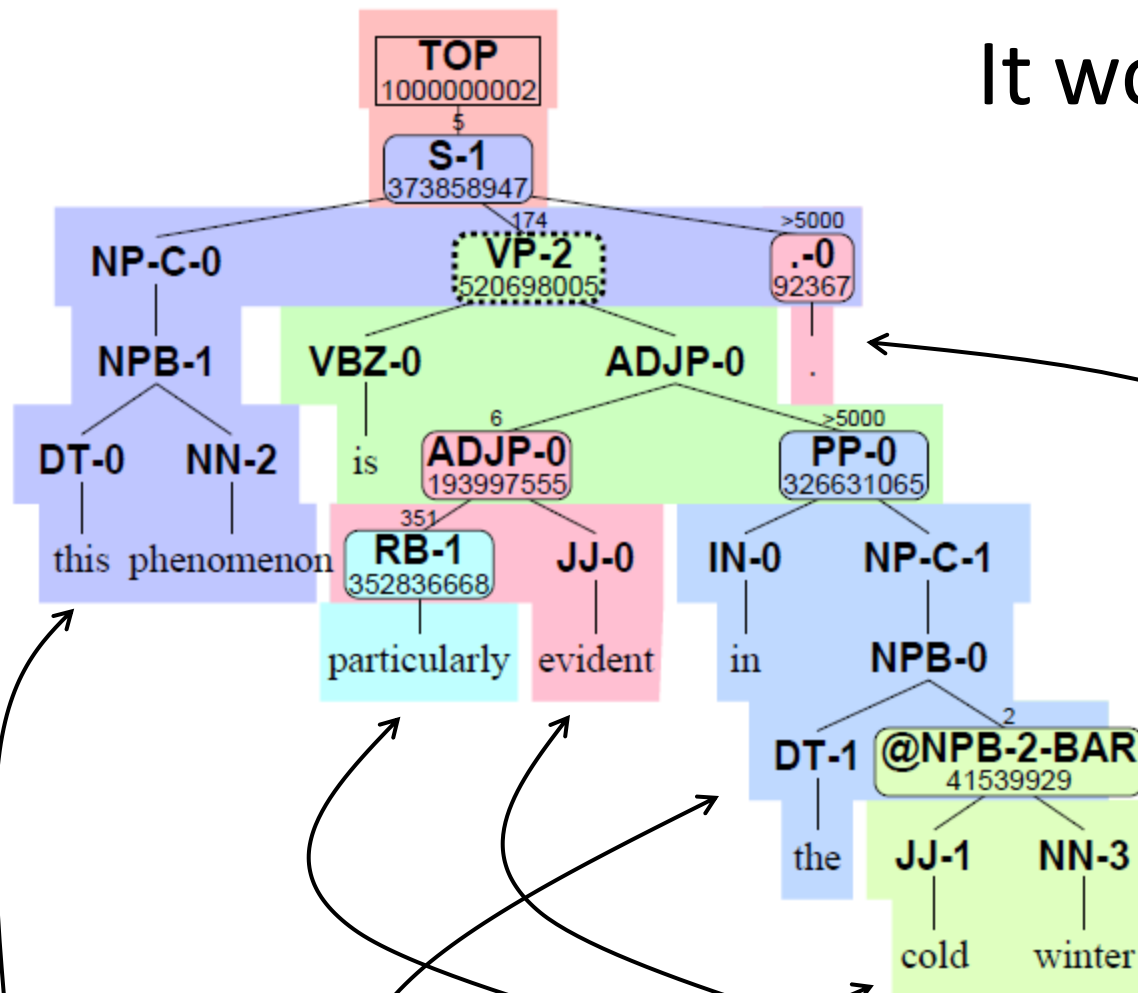 It wo
TOP
1000000002
5
S-1
373858947
174
>5000
NP-C-0
VP-2
.-0
520698005
92367
NPB-1
VBZ-0
ADJP-0
.
6
>5000
DT-0
NN-2
is
ADJP-0
PP-0
193997555
326631065
351
this
phenomenon
RB-1
JJ-0
IN-0
NP-C-1
352836668
particularly
evident
in
NPB-0
2
DT-1
@NPB-2-BAR
41539929
the
JJ-1
NN-3
cold
winter